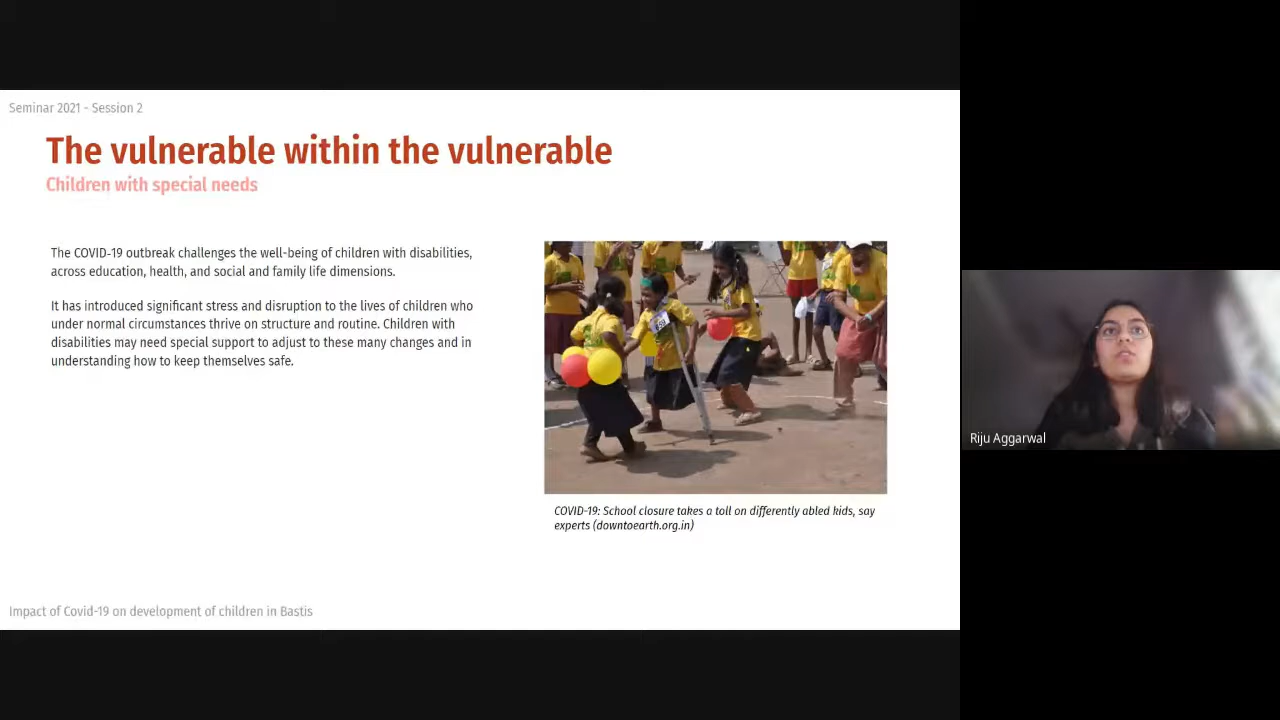 Seminar 2021 - Session 2
The vulnerable within the vulnerable
Children with special needs
The COVID-19 outbreak challenges the well-being of children with disabilities,
across education, health, and social and family life dimensions.
It has introduced significant stress and disruption to the lives of children who
under normal circumstances thrive on structure and routine. Children with
disabilities may need special support to adjust to these many changes and in
understanding how to keep themselves safe.
COVID-19: School closure takes a toll on differently abled kids, say
experts (downtoearth.org.in)
Riju Aggarwal
Impact of Covid-19 on development of children in Bastis